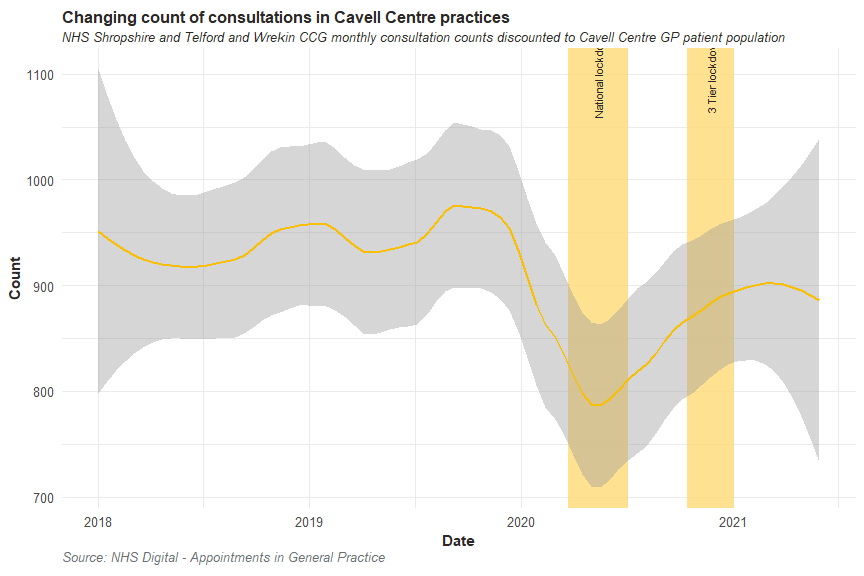 Changing count of consultations in Cavell Centre practices
NHS Shropshire and Telford and Wrekin CCG monthly consultation counts discounted to Cavell Centre GP patient population
National lockd
3 Tier lockdov
1100
1000
900
800
700
Count
2018
2019
2020
2021
Date
Source: NHS Digital - Appointments in General Practice